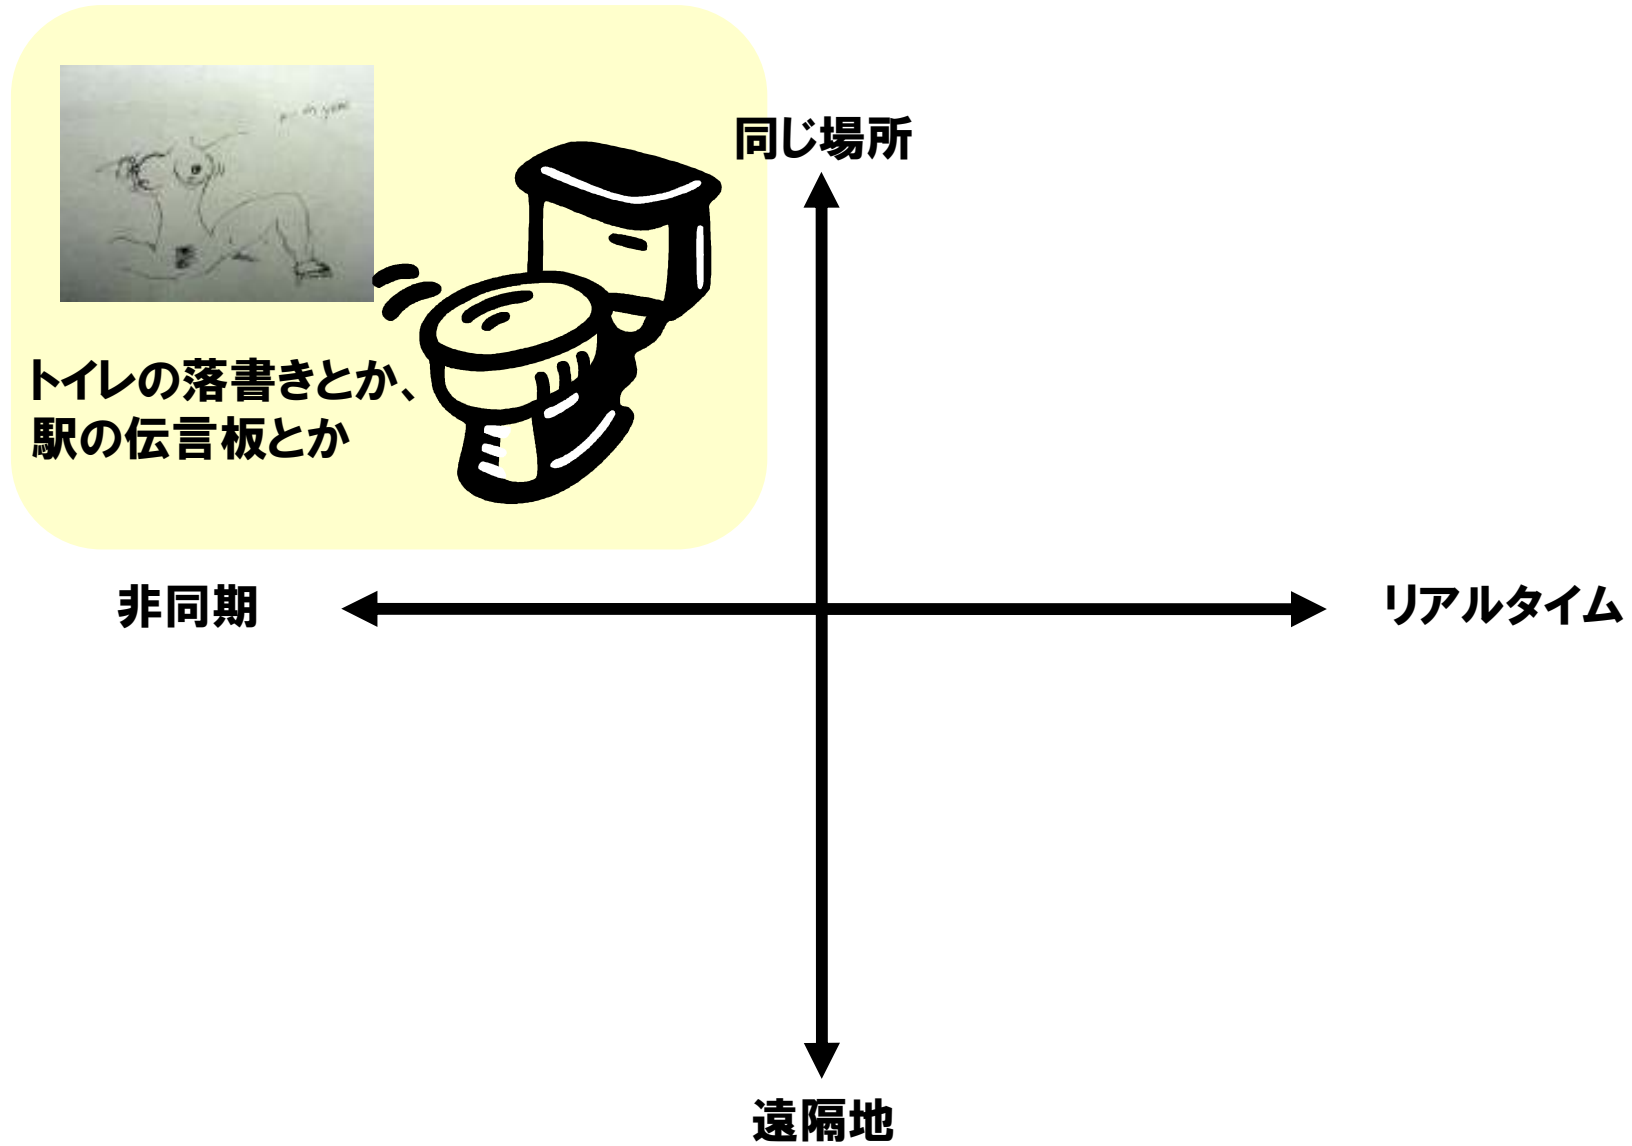 同じ場所
トイレの落書きとか、
駅の伝言板とか
非同期
リアルタイム
遠隔地